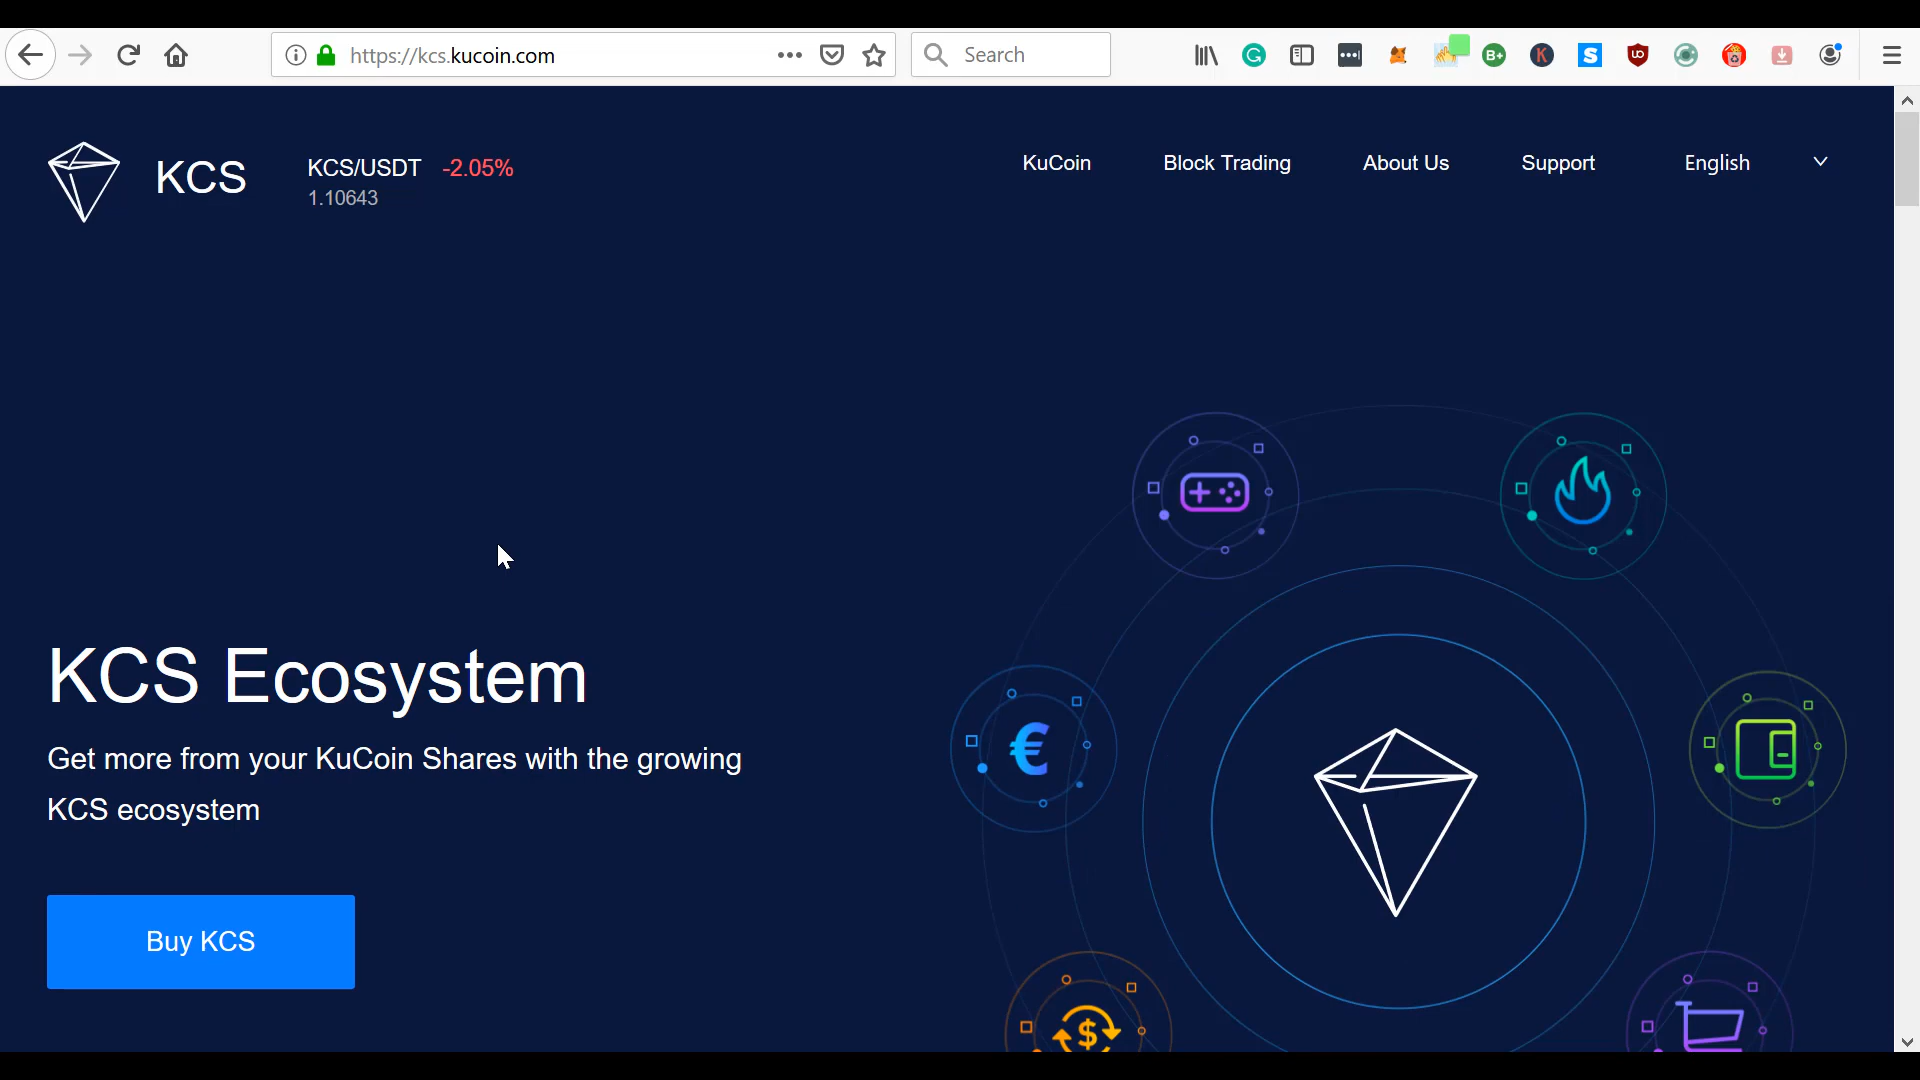 https://kcs.kucoin.com
Search
KCS
KCS/USDT -2.05%
1.10643
KuCoin
Block Trading
About Us
Support
English
KCS Ecosystem
Get more from your KuCoin Shares with the growing
KCS ecosystem
Buy KCS